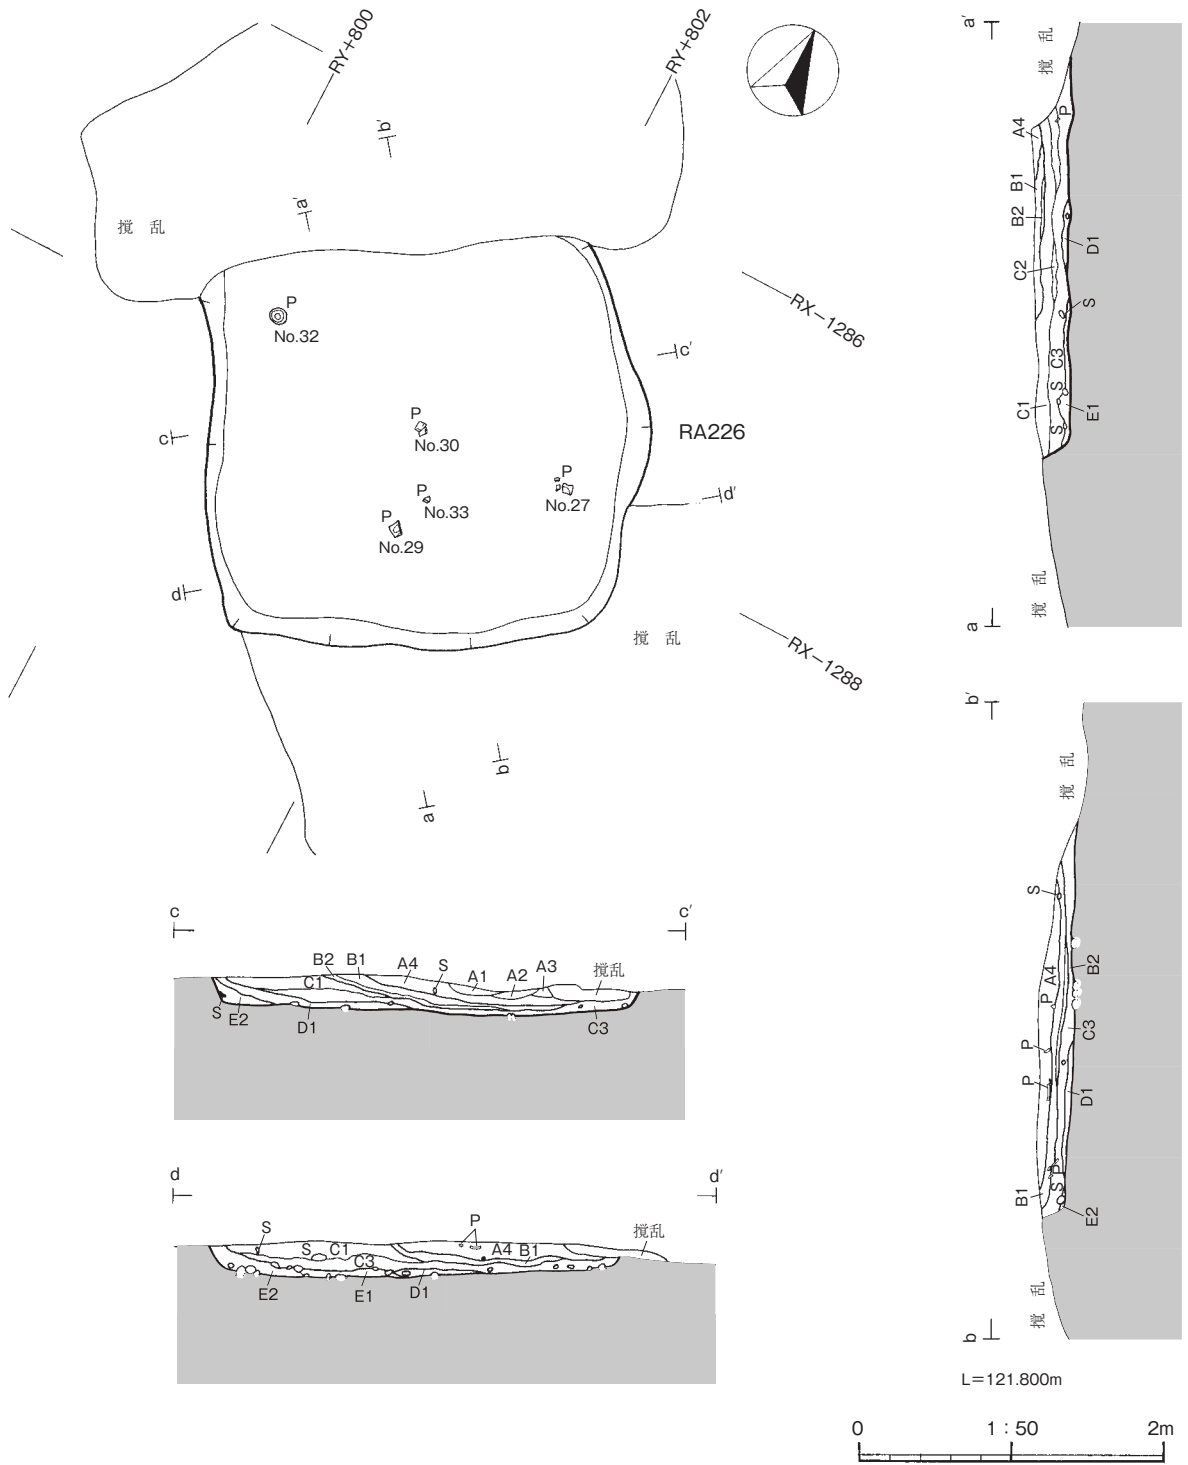 RY+800
RY+802
b′
a′
撹 乱
P
No.32
RX−1286
c′
c
P
No.30
RA226
P
No.27
P
No.33
d′
P
No.29
d
撹 乱
RX−1288
b
a
a′
撹 乱
P
A4
B1
B2
D1
C2
S
C3
S
C1
E1
S
撹 乱
a
b′
撹 乱
S
B2
A4
P
C3
P
P
D1
P
S
B1
E2
撹 乱
b
c
c′
B2
B1
A4
S
A1
A2
A3
撹乱
C1
S
E2
D1
C3
d
d′
S
P
撹乱
S
C1
A4
B1
C3
E2
E1
D1
L=121.800m
0
1：50
2m